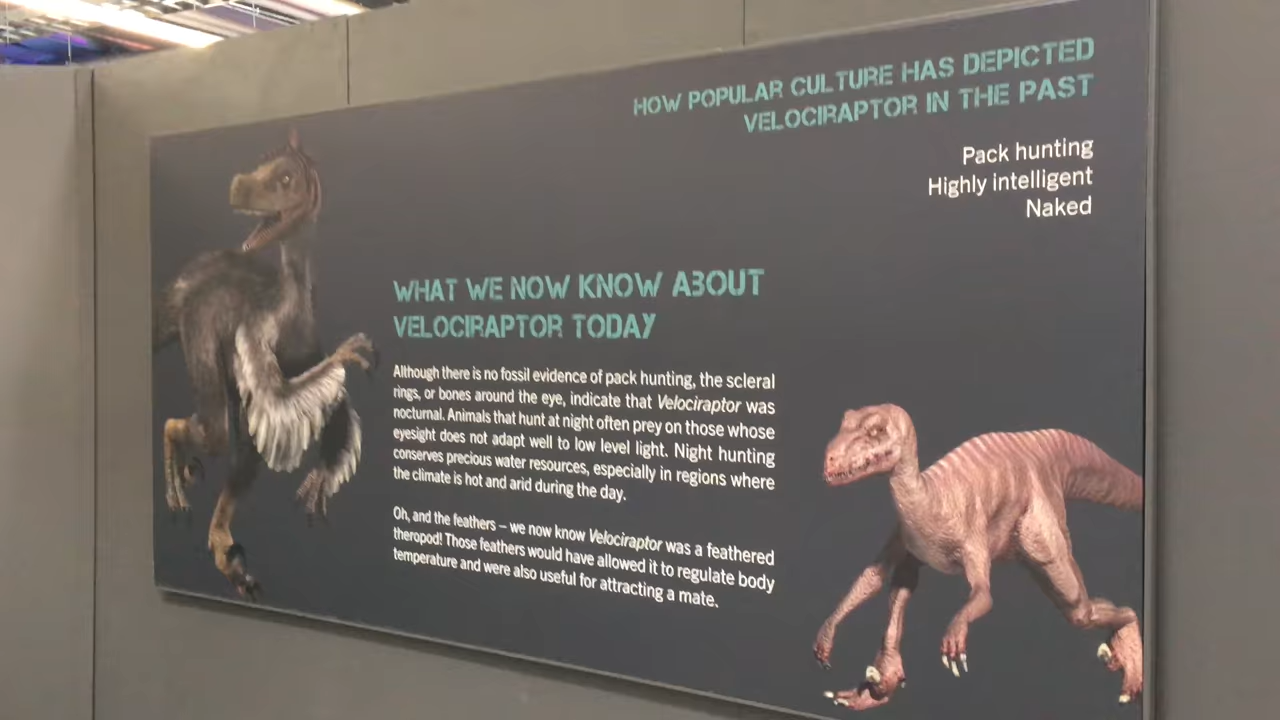 HOW POPULAR CULTURE HAS DEPICTED
VELOCIRAPTOR IN THE PAST
Pack hunting
Highly intelligent
Naked
WHAT WE NOW KNOW ABOUT
VELOCIRAPTOR TODAY
Although there is no fossil evidence of pack hunting, the scleral
rings, or bones around the eye, indicate that Velociraptor was
nocturnal. Animals that hunt at night often prey on those whose
eyesight does not adapt well to low level light. Night hunting
conserves precious water resources, especially in regions where
the climate is hot and arid during the day.
Oh, and the feathers – we now know Velociraptor was a feathered
theropod! Those feathers would have allowed it to regulate body
temperature and were also useful for attracting a mate.